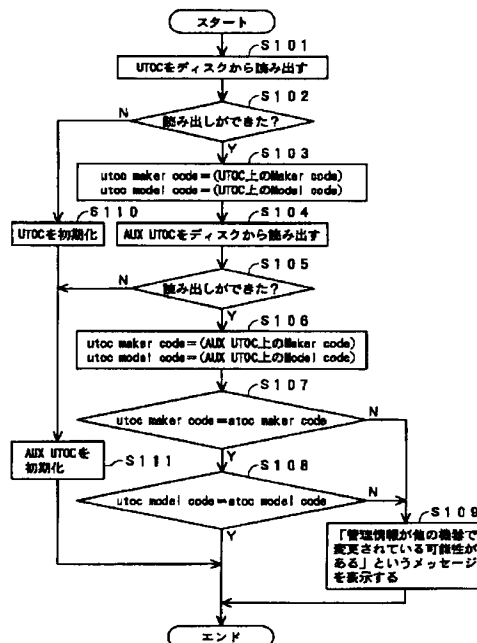 スタート
S101
UTOCをディスクから読み出す
S102
読み出しができた?
N
Y
S103
utoc maker code=(UTOC上のMaker code)
utoc model code=(UTOC上のModel code)
S110
UTOCを初期化
S104
AUX UTOCをディスクから読み出す
S105
読み出しができた?
N
Y
S106
utoc maker code=(AUX UTOC上のMaker code)
utoc model code=(AUX UTOC上のModel code)
S107
utoc maker code=atoc maker code
N
Y
AUX UTOCを
初期化
S111
S108
utoc model code=atoc model code
N
Y
S109
「管理情報が他の機器で
変更されている可能性が
ある」というメッセージ
を表示する
エンド